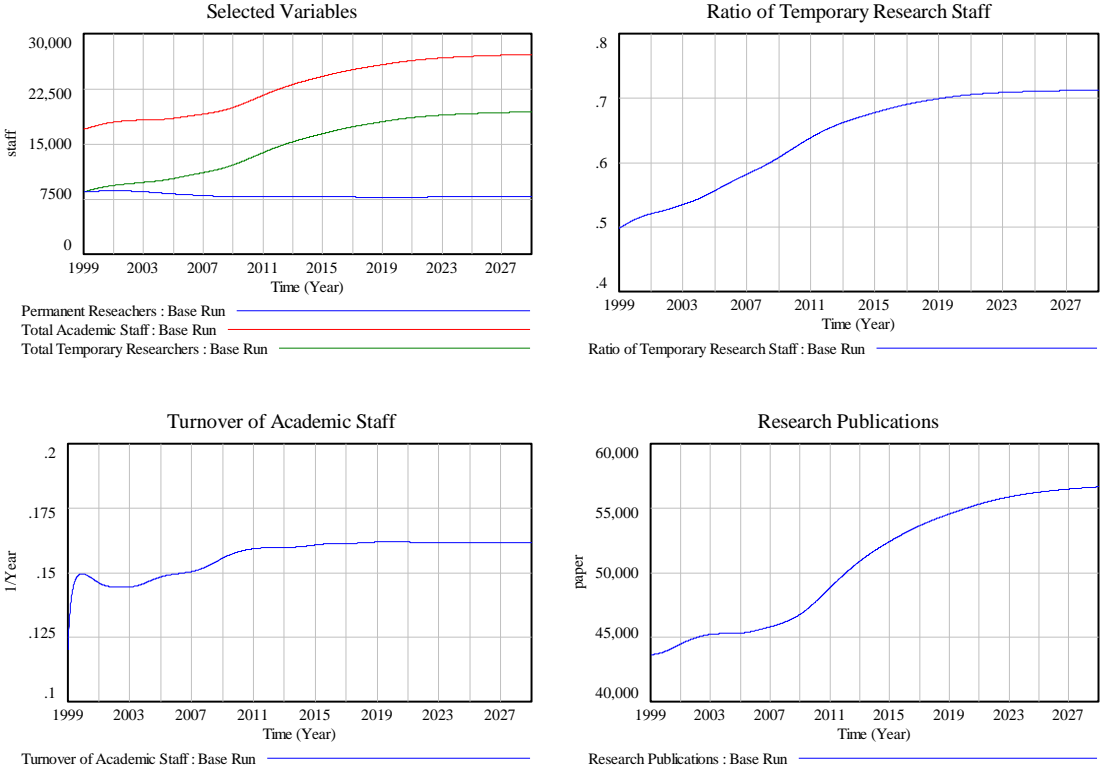 Selected Variables
30,000
22,500
15,000
7500
0
staff
1999 2003 2007 2011 2015 2019 2023 2027
Time (Year)
Permanent Reseachers : Base Run
Total Academic Staff : Base Run
Total Temporary Researchers : Base Run
Ratio of Temporary Research Staff
.8
.7
.6
.5
.4
1999 2003 2007 2011 2015 2019 2023 2027
Time (Year)
Ratio of Temporary Research Staff : Base Run
Turnover of Academic Staff
.2
.175
.15
.125
.1
1/Year
1999 2003 2007 2011 2015 2019 2023 2027
Time (Year)
Turnover of Academic Staff : Base Run
Research Publications
60,000
55,000
50,000
45,000
40,000
paper
1999 2003 2007 2011 2015 2019 2023 2027
Time (Year)
Research Publications : Base Run